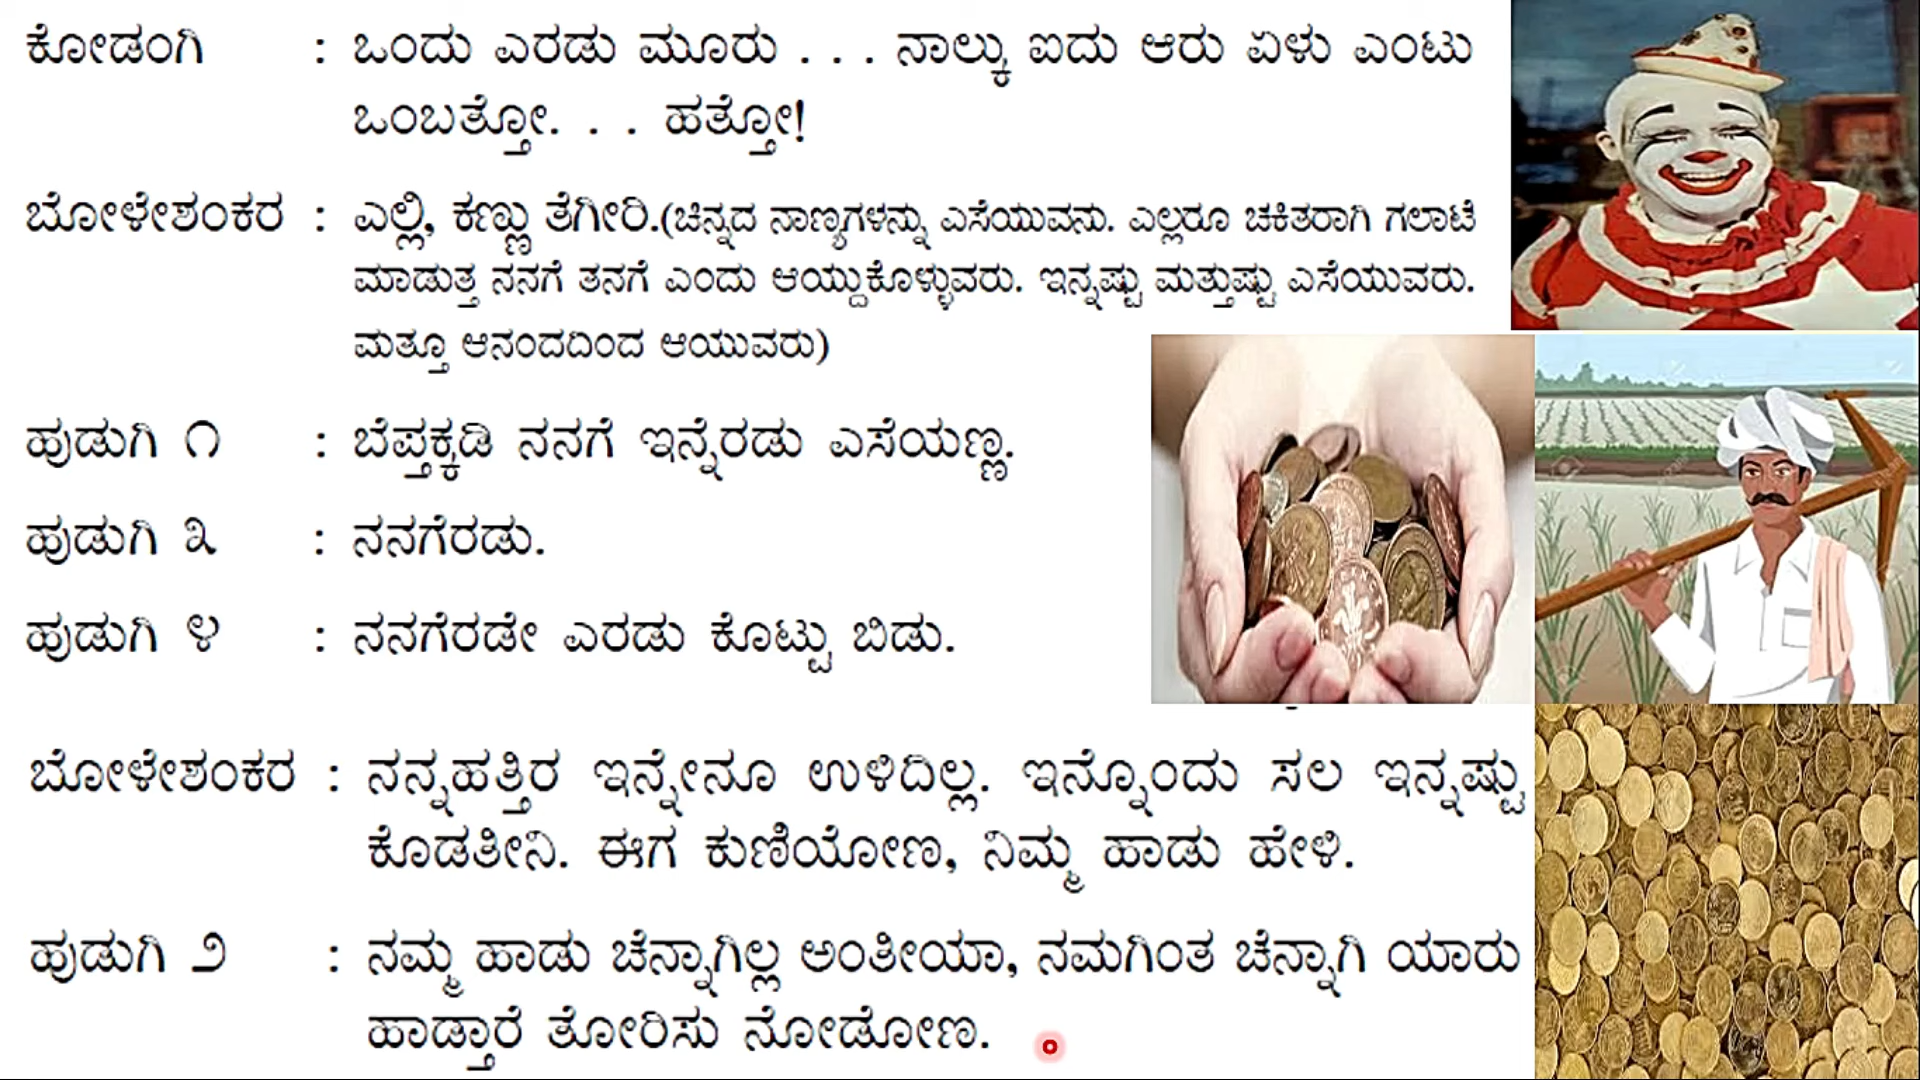 ಕೋಡಂಗಿ : ಒಂದು ಎರಡು ಮೂರು . . . ನಾಲ್ಕು ಐದು ಆರು ಏಳು ಎಂಟು
ಒಂಬತ್ತೋ. . . ಹತ್ತೋ!
ಬೋಳೇಶಂಕರ : ಎಲ್ಲಿ, ಕಣ್ಣು ತೆಗೀರಿ.(ಚಿನ್ನದ ನಾಣ್ಯಗಳನ್ನು ಎಸೆಯುವನು. ಎಲ್ಲರೂ ಚಕಿತರಾಗಿ ಗಲಾಟೆ
ಮಾಡುತ್ತ ನನಗೆ ತನಗೆ ಎಂದು ಆಯ್ದುಕೊಳ್ಳುವರು. ಇನ್ನಷ್ಟು ಮತ್ತುಷ್ಟು ಎಸೆಯುವರು.
ಮತ್ತೂ ಆನಂದದಿಂದ ಆಯುವರು)
ಹುಡುಗಿ ೧ : ಬೆಪ್ತಕ್ಕಡಿ ನನಗೆ ಇನ್ನೆರಡು ಎಸೆಯಣ್ಣ.
ಹುಡುಗಿ ೩ : ನನಗೆರಡು.
ಹುಡುಗಿ ೪ : ನನಗೆರಡೇ ಎರಡು ಕೊಟ್ಟು ಬಿಡು.
ಬೋಳೇಶಂಕರ : ನನ್ನಹತ್ತಿರ ಇನ್ನೇನೂ ಉಳಿದಿಲ್ಲ. ಇನ್ನೊಂದು ಸಲ ಇನ್ನಷ್ಟು
ಕೊಡತೀನಿ. ಈಗ ಕುಣಿಯೋಣ, ನಿಮ್ಮ ಹಾಡು ಹೇಳಿ.
ಹುಡುಗಿ ೨ : ನಮ್ಮ ಹಾಡು ಚೆನ್ನಾಗಿಲ್ಲ ಅಂತೀಯಾ, ನಮಗಿಂತ ಚೆನ್ನಾಗಿ ಯಾರು
ಹಾಡ್ತಾರೆ ತೋರಿಸು ನೋಡೋಣ.